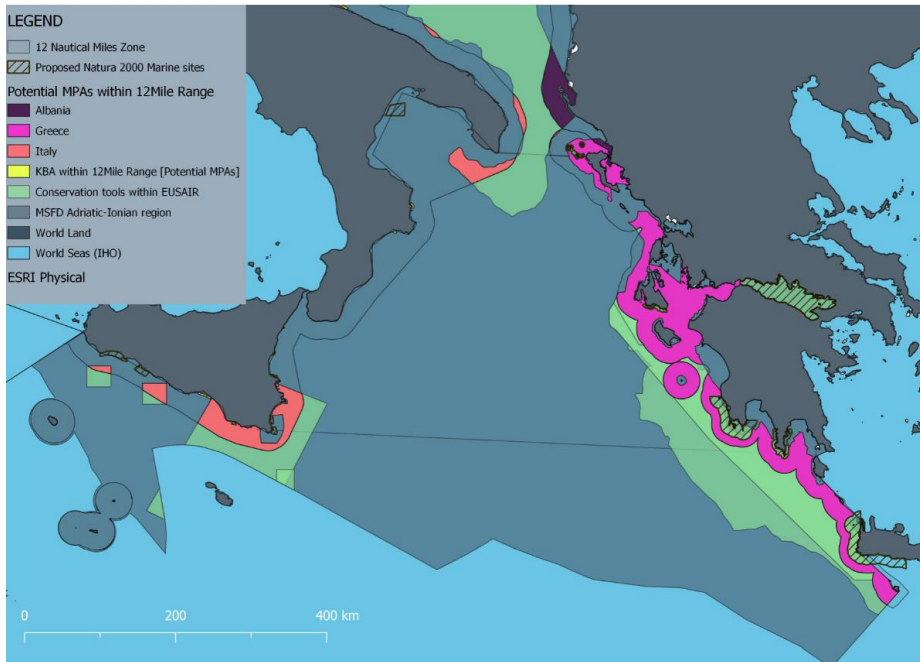 LEGEND
12 Nautical Miles Zone
Proposed Natura 2000 Marine sites
Potential MPAs within 12Mile Range
Albania
Greece
Italy
KBA within 12Mile Range [Potential MPAs]
Conservation tools within EUSAIR
MSFD Adriatic-Ionian region
World Land
World Seas (IHO)
ESRI Physical
0 200 400 km